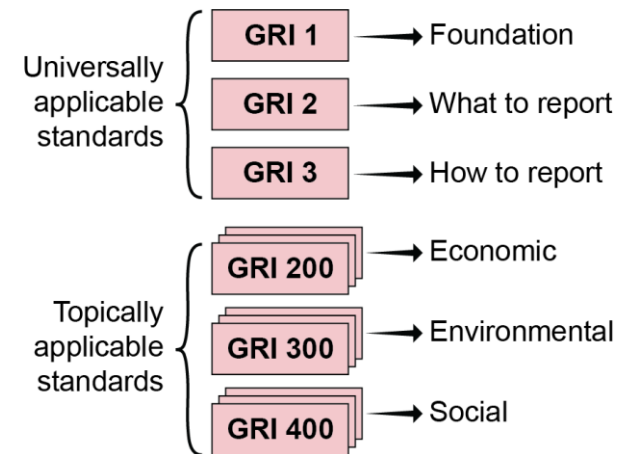 Universally
applicable
standards
GRI 1
Foundation
GRI 2
What to report
GRI 3
How to report
Topically
applicable
standards
GRI 200
Economic
GRI 300
Environmental
GRI 400
Social